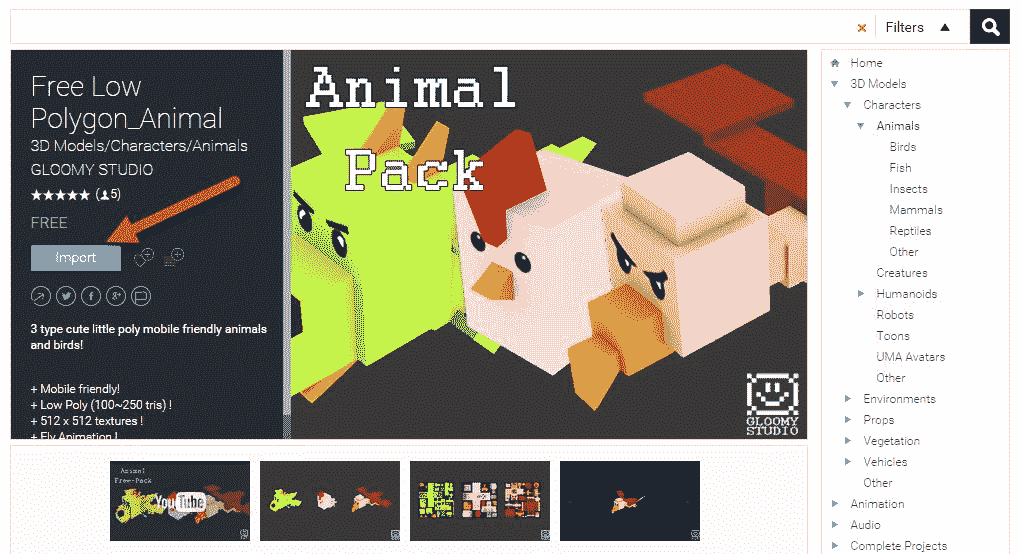 Filters
Free Low
Polygon_Animal
3D Models/Characters/Animals
GLOOMY STUDIO
★★★★★ (5)
FREE
Import
3 type cute little poly mobile friendly animals
and birds!
+ Mobile friendly!
+ Low Poly (100~250 tris) !
+ 512 x 512 textures !
+ Fly Animation !
Animal
Pack
GLOOMY
STUDIO
Animal
Free-Pack
YouTube
Home
3D Models
Characters
Animals
Birds
Fish
Insects
Mammals
Reptiles
Other
Creatures
Humanoids
Robots
Toons
UMA Avatars
Other
Environments
Props
Vegetation
Vehicles
Other
Animation
Audio
Complete Projects